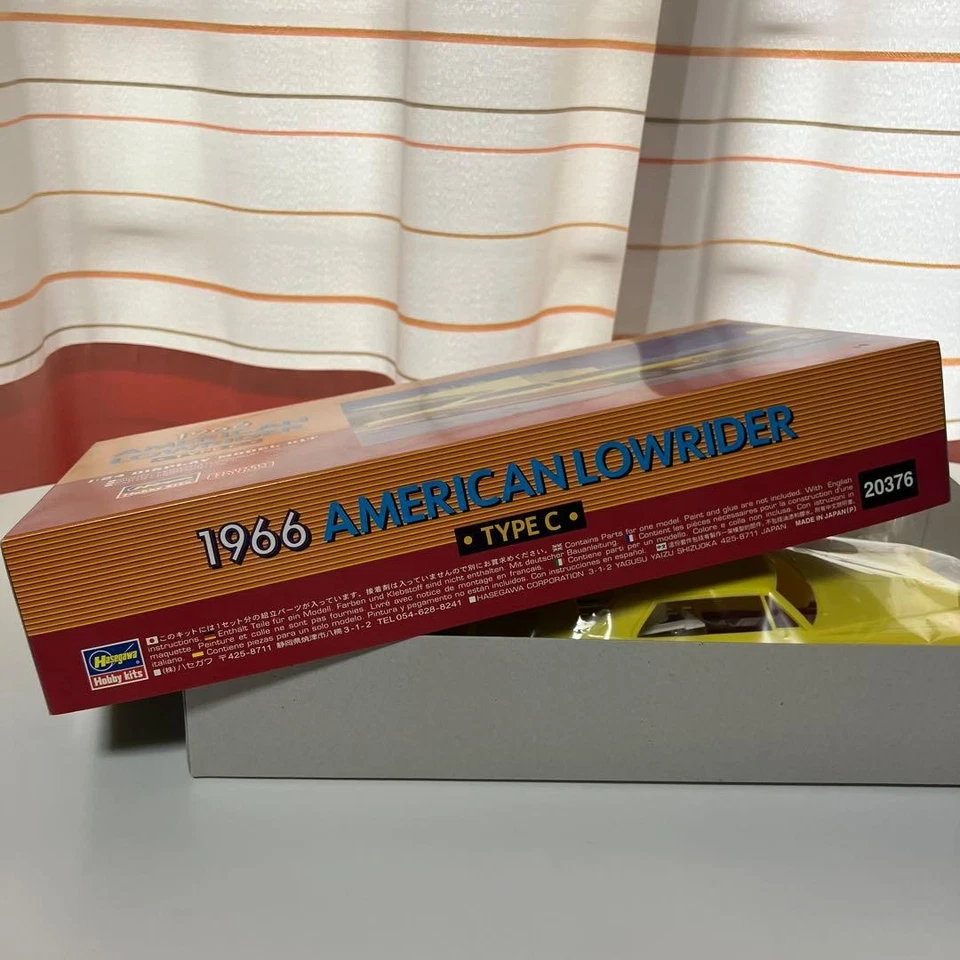 1966 AMERICAN LOWRIDER
• TYPE C •
20376
このキットには1セット分の組立パーツが入っています。接着剤は入っていませんので別にお買求めください。 Contains Parts for one model. Paint and glue are not included. With English
instructions. Enthält Teile für ein Modell. Farben und Klebstoff sind nicht enthalten. Mit deutscher Bauanleitung. Contient les pièces nécessaires pour la construction d'une
maquette. Peinture et colle ne sont pas fournies. Livré avec notice de montage en francais. Contiene parti per un modello. Colore e colla non inclusa. Con istruzioni in
italiano. Contiene piezas para un solo modelo. Pintura y pegamento no están incluidos. Con instrucciones en español.
(株)ハセガワ 〒425-8711 静岡県焼津市八楠3-1-2 TEL054-628-8241 HASEGAWA CORPORATION 3-1-2 YAGUSU YAIZU SHIZUOKA 425-8711 JAPAN MADE IN JAPAN(P)
Hasegawa
Hobby kits